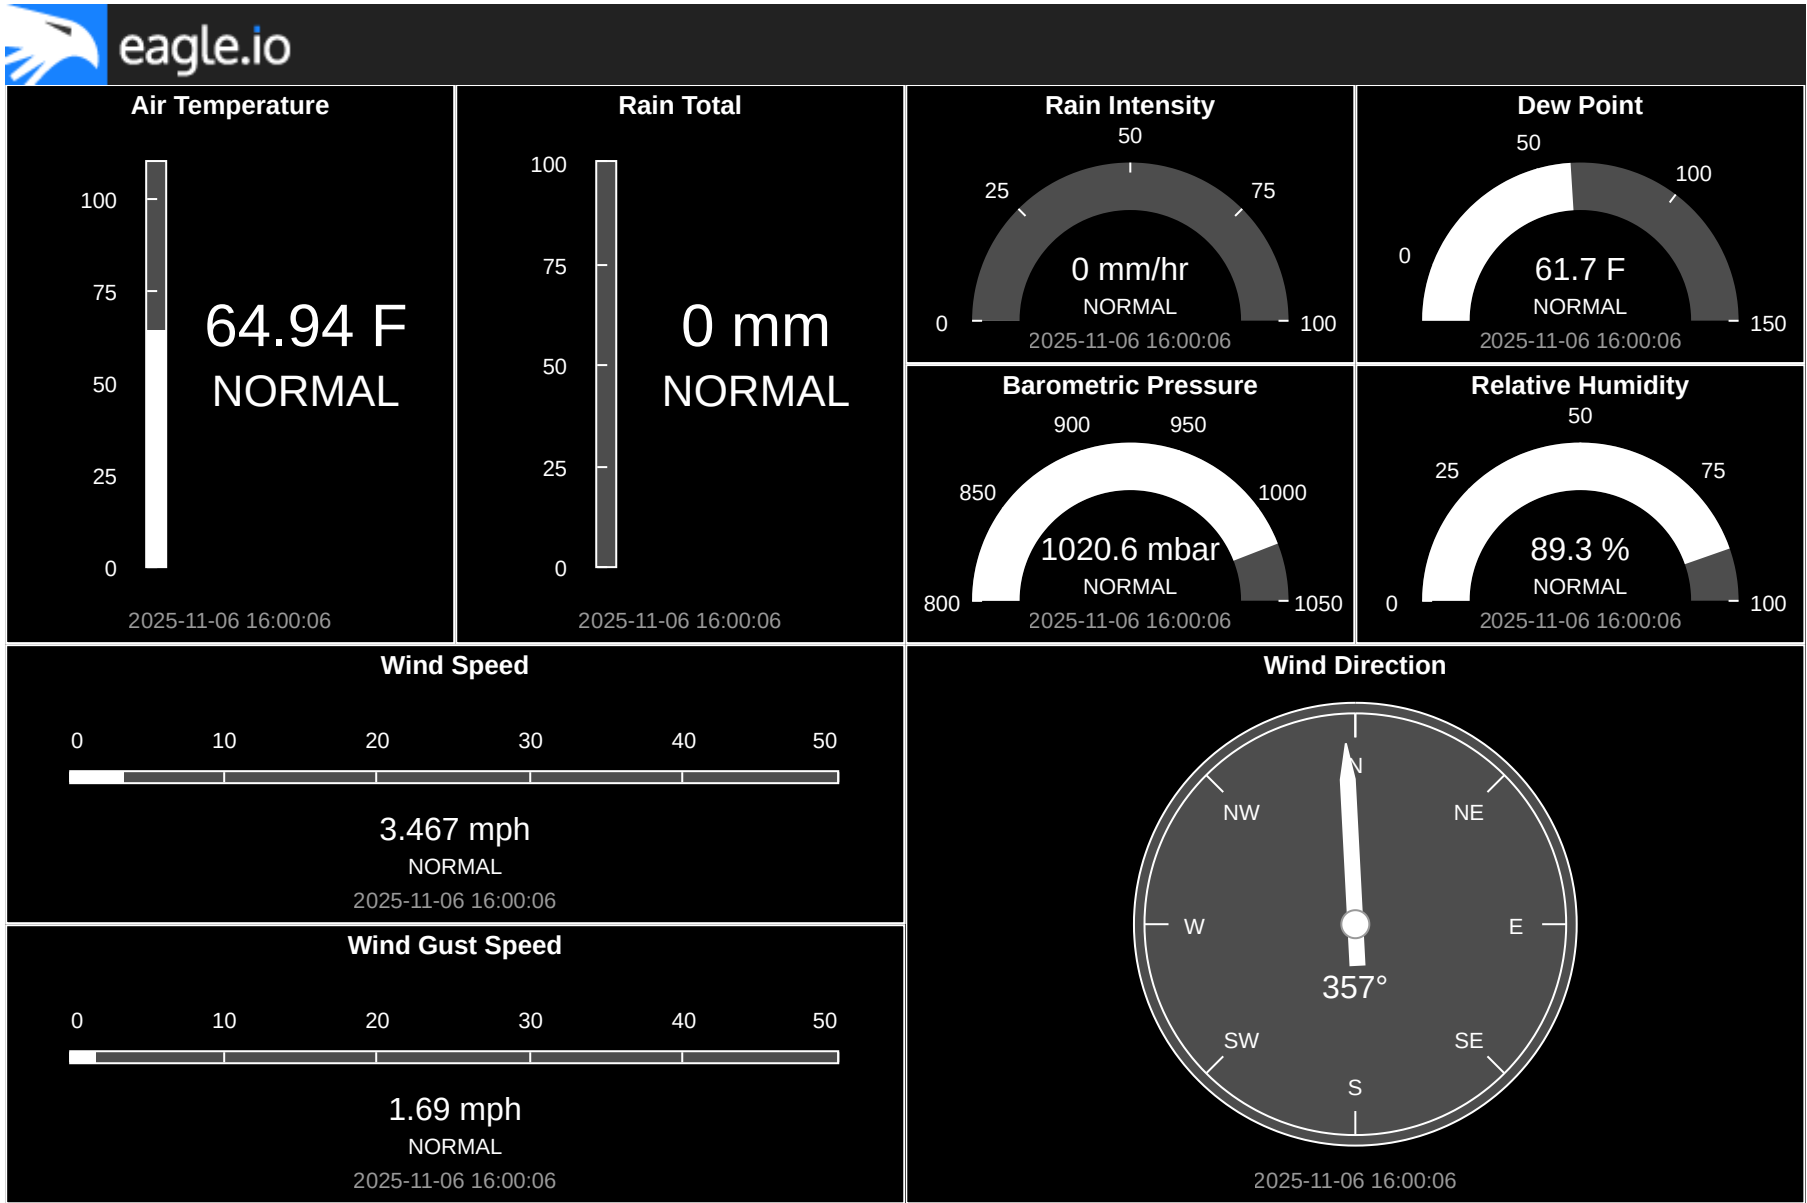 eagle.io
Air Temperature
100
75
50
25
0
64.94 F
NORMAL
2025-11-06 16:00:06
Rain Total
100
75
50
25
0
0 mm
NORMAL
2025-11-06 16:00:06
Rain Intensity
0
25
50
75
100
0 mm/hr
NORMAL
2025-11-06 16:00:06
Dew Point
0
50
100
150
61.7 F
NORMAL
2025-11-06 16:00:06
Barometric Pressure
800
850
900
950
1000
1050
1020.6 mbar
NORMAL
2025-11-06 16:00:06
Relative Humidity
0
25
50
75
100
89.3 %
NORMAL
2025-11-06 16:00:06
Wind Speed
0 10 20 30 40 50
3.467 mph
NORMAL
2025-11-06 16:00:06
Wind Gust Speed
0 10 20 30 40 50
1.69 mph
NORMAL
2025-11-06 16:00:06
Wind Direction
N
NW NE
W E
357°
SW SE
S
2025-11-06 16:00:06